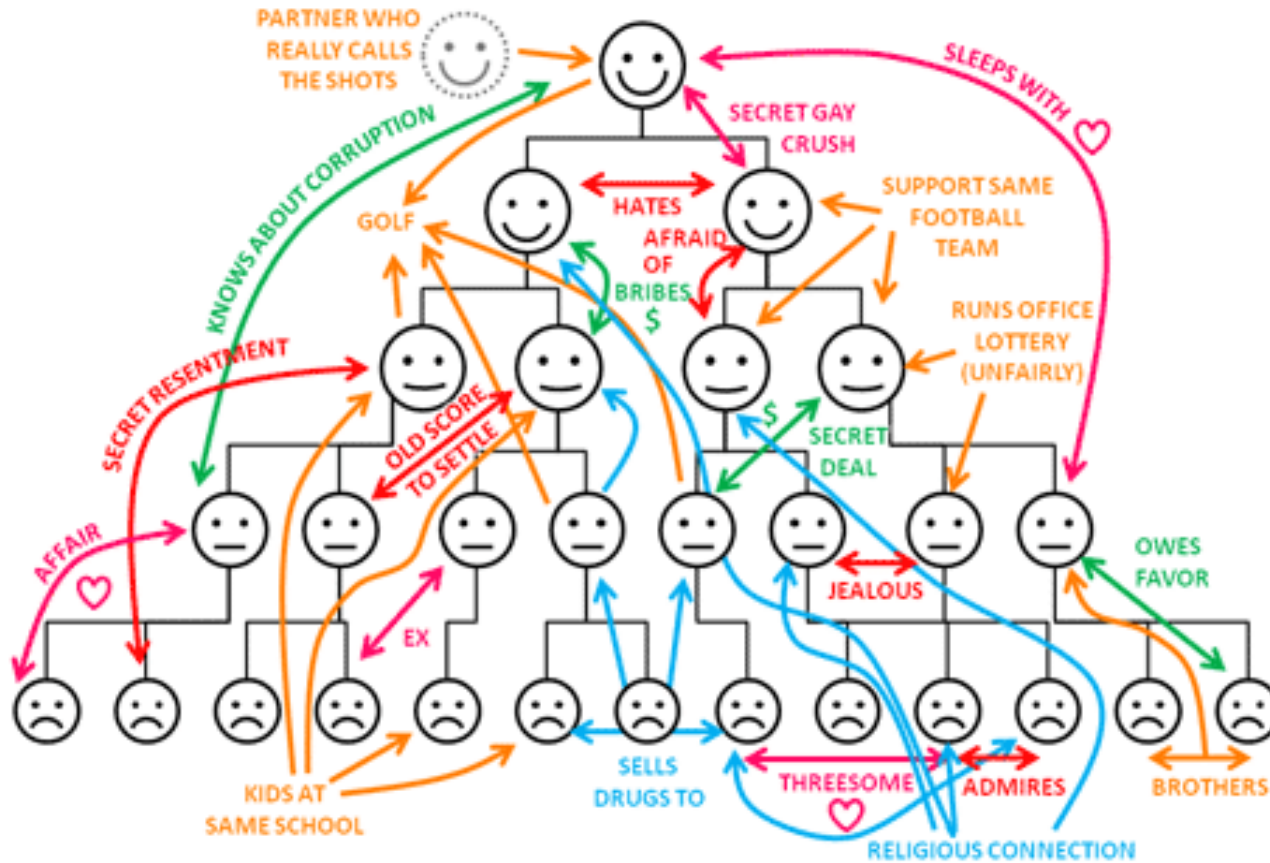 PARTNER WHO
REALLY CALLS
THE SHOTS
SLEEPS WITH
SECRET GAY
CRUSH
KNOWS ABOUT CORRUPTION
GOLF
HATES
SUPPORT SAME
FOOTBALL
TEAM
AFRAID
OF
BRIBES
$
RUNS OFFICE
LOTTERY
(UNFAIRLY)
SECRET RESENTMENT
OLD SCORE
TO SETTLE
$
SECRET
DEAL
AFFAIR
OWES
FAVOR
JEALOUS
EX
KIDS AT
SAME SCHOOL
SELLS
DRUGS TO
THREESOME
ADMIRES
BROTHERS
RELIGIOUS CONNECTION